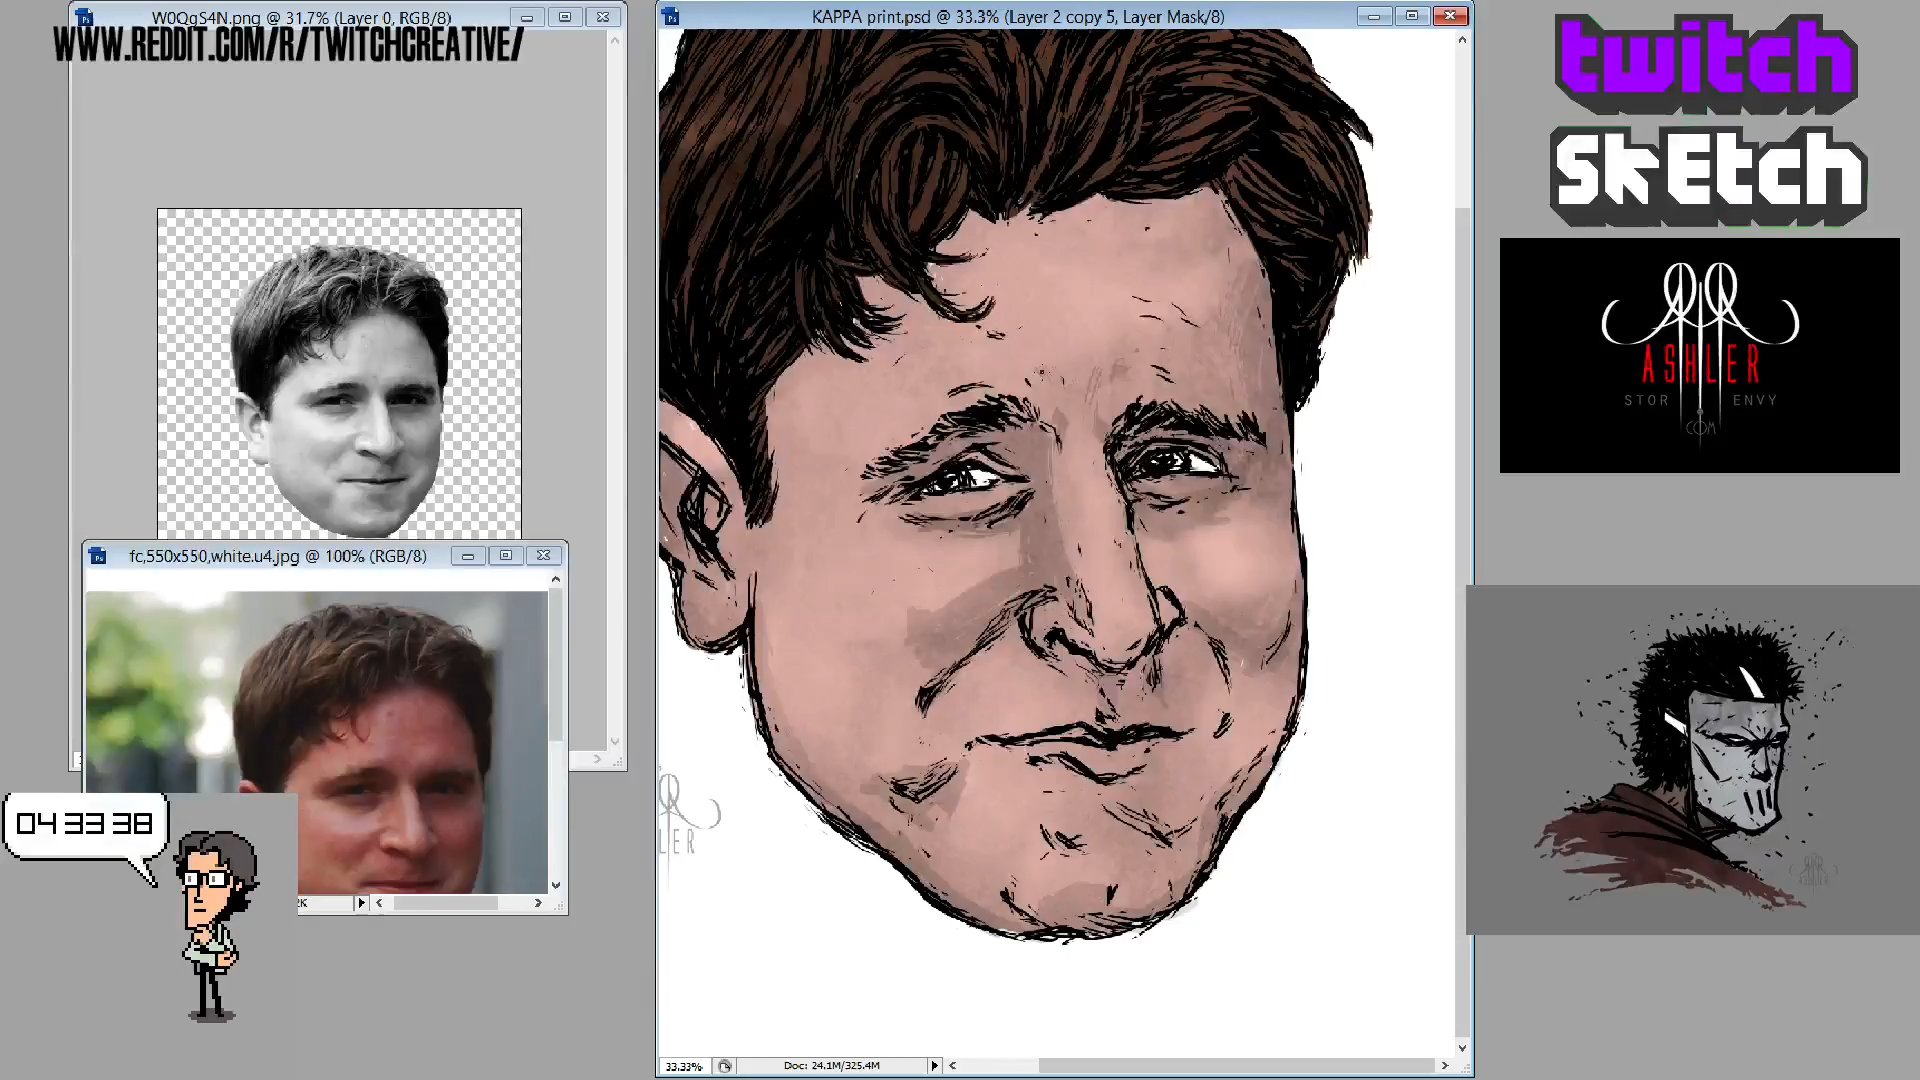 W0QgS4N.png @ 31.7% (Layer 0, RGB/8)
WWW.REDDIT.COM/R/TWITCHCREATIVE/
fc,550x550,white.u4.jpg @ 100% (RGB/8)
04 33 38
KAPPA print.psd @ 33.3% (Layer 2 copy 5, Layer Mask/8)
33.33%
Doc: 24.1M/325.4M
twitch
SkEtch
ASHLER
STOR ENVY
COM